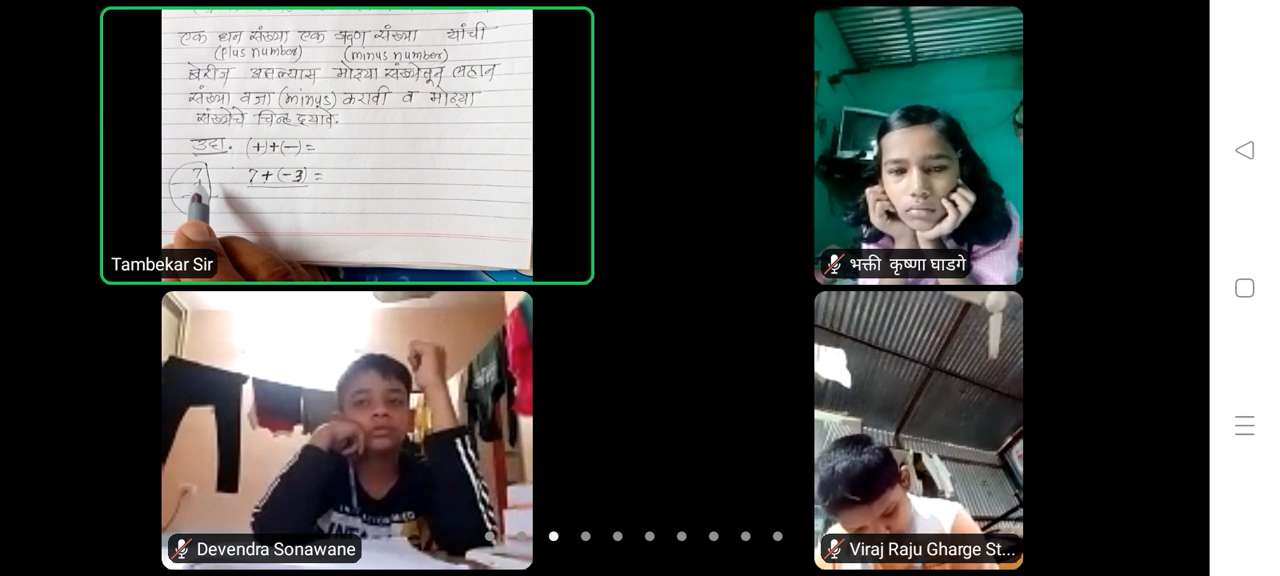 एक धन संख्या एक ऋण संख्या यांची
(plus number) (minus number)
बेरीज असल्यास मोठ्या संख्येतून लहान
संख्या वजा (minus) करावी व मोठ्या
संख्येचे चिन्ह द्यावे.
उदा. (+)+(-) =
7
7+(-3) =
Tambekar Sir
भक्ती कृष्णा घाडगे
Devendra Sonawane
Viraj Raju Gharge St...